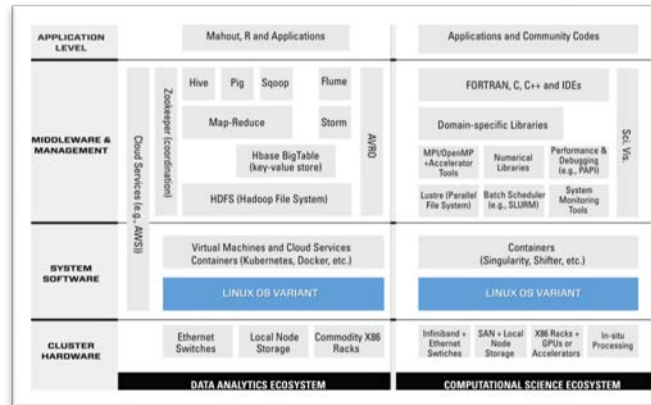 APPLICATION
LEVEL
Mahout, R and Applications
Applications and Community Codes
MIDDLEWARE &
MANAGEMENT
Cloud Services (e.g., AWS))
Zookeeper (coordination)
Hive
Pig
Sqoop
Flume
Map-Reduce
Storm
Hbase BigTable
(key-value store)
HDFS (Hadoop File System)
AVRO
FORTRAN, C, C++ and IDEs
Domain-specific Libraries
MPI/OpenMP
+Accelerator
Tools
Numerical
Libraries
Performance &
Debugging
(e.g., PAPI)
Lustre (Parallel
File System)
Batch Scheduler
(e.g., SLURM)
System
Monitoring
Tools
Sci. Vis.
SYSTEM
SOFTWARE
Virtual Machines and Cloud Services
Containers (Kubernetes, Docker, etc.)
LINUX OS VARIANT
Containers
(Singularity, Shifter, etc.)
LINUX OS VARIANT
CLUSTER
HARDWARE
Ethernet
Switches
Local Node
Storage
Commodity X86
Racks
Infiniband +
Ethernet
Swtiches
SAN + Local
Node
Storage
X86 Racks +
GPUs or
Accelerators
In-situ
Processing
DATA ANALYTICS ECOSYSTEM
COMPUTATIONAL SCIENCE ECOSYSTEM